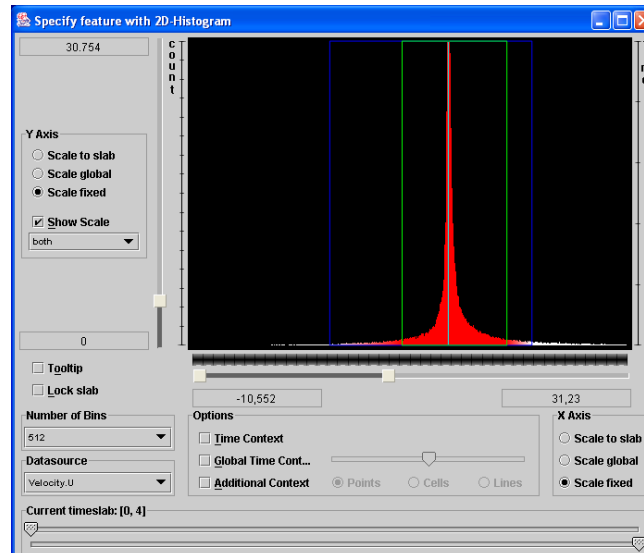 Specify feature with 2D-Histogram
30.754
count
Y Axis
Scale to slab
Scale global
Scale fixed
Show Scale
both
0
Tooltip
Lock slab
-10,552
31,23
Number of Bins
512
Datasource
Velocity.U
Options
Time Context
Global Time Cont...
Additional Context
Points
Cells
Lines
X Axis
Scale to slab
Scale global
Scale fixed
Current timeslab: [0, 4]